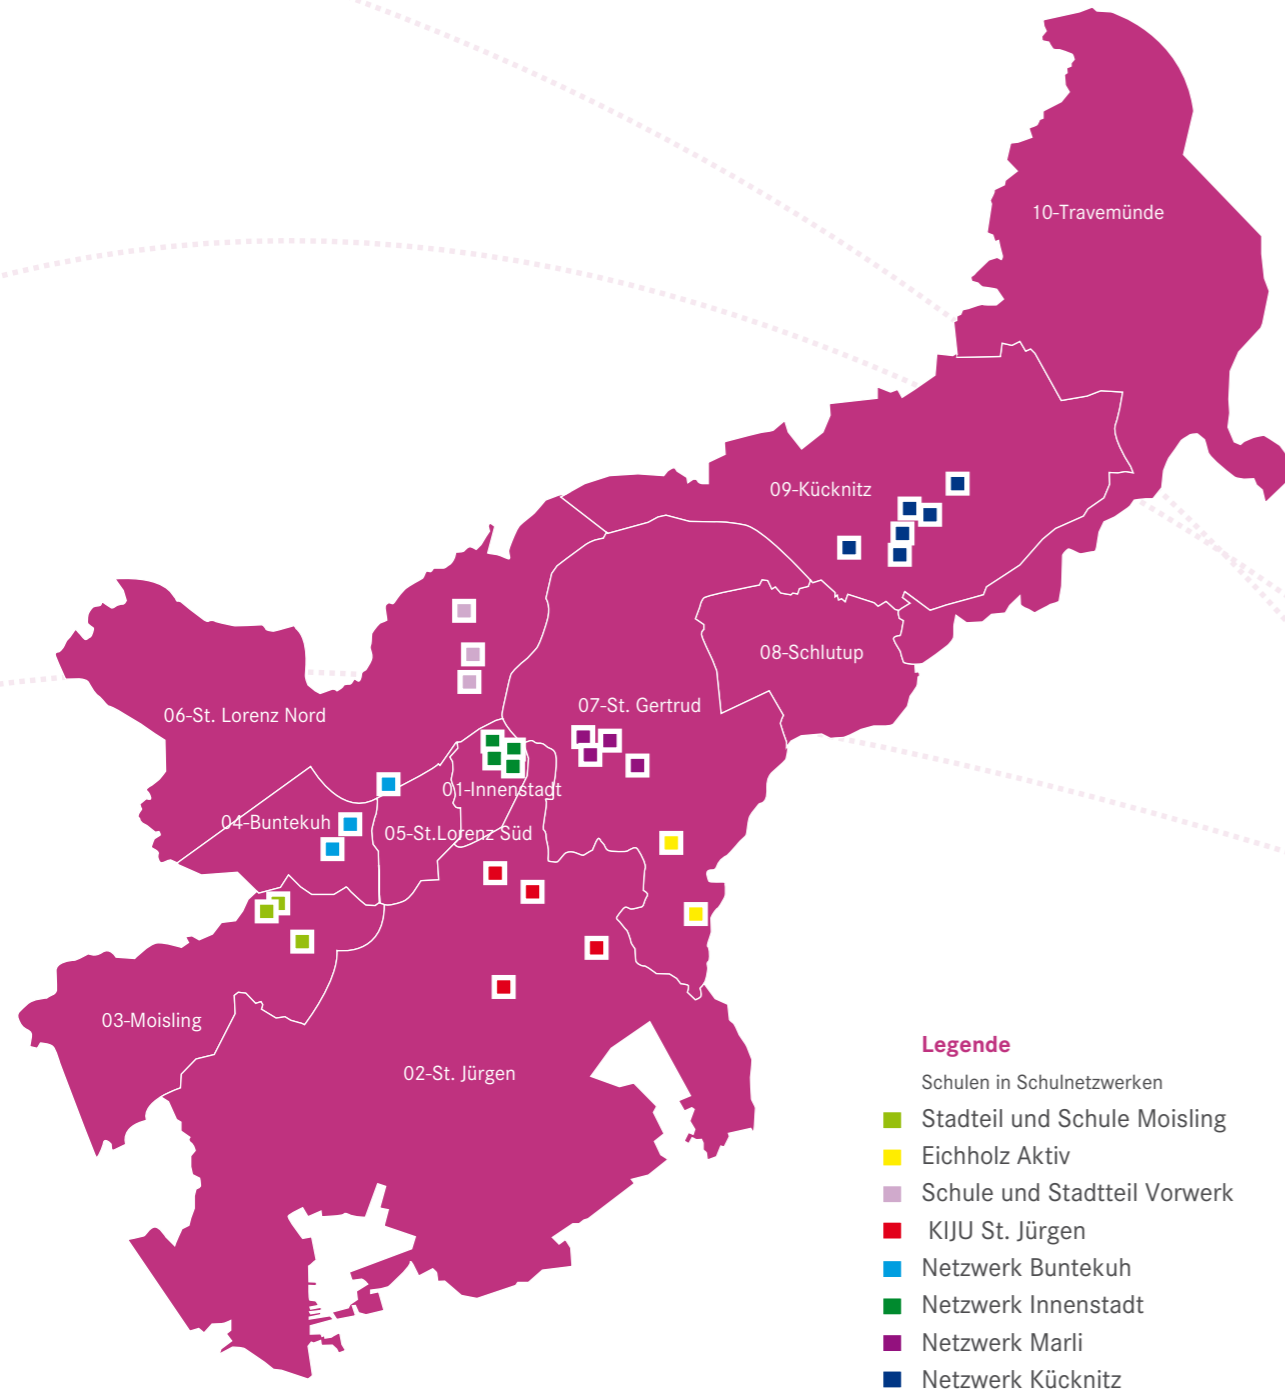 10-Travemünde
09-Kücknitz
08-Schlutup
07-St. Gertrud
06-St. Lorenz Nord
01-Innenstadt
04-Buntekuh
05-St.Lorenz Süd
03-Moisling
02-St. Jürgen
Legende
Schulen in Schulnetzwerken
Stadteil und Schule Moisling
Eichholz Aktiv
Schule und Stadtteil Vorwerk
KIJU St. Jürgen
Netzwerk Buntekuh
Netzwerk Innenstadt
Netzwerk Marli
Netzwerk Kücknitz